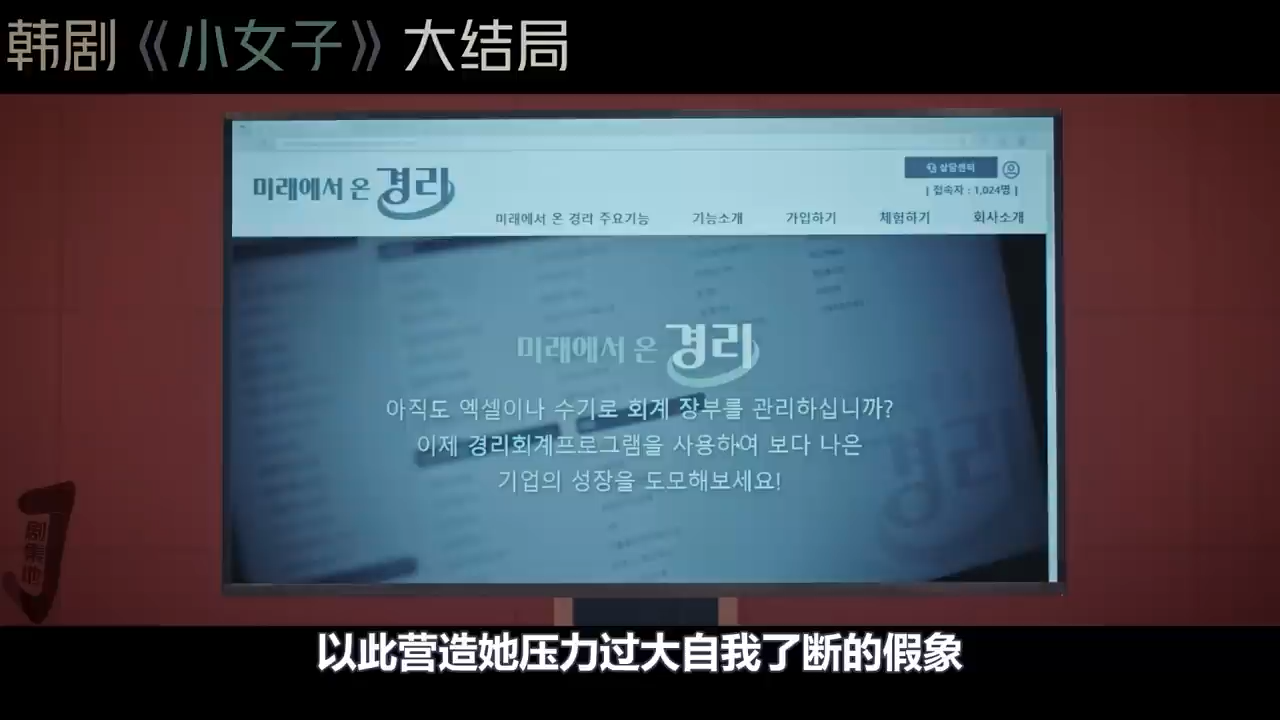 韩剧《小女子》大结局
미래에서 온 경리
상담센터
| 접속자 : 1,024명 |
미래에서 온 경리 주요기능 기능소개 가입하기 체험하기 회사소개
미래에서 온 경리
아직도 엑셀이나 수기로 회계 장부를 관리하십니까?
이제 경리회계프로그램을 사용하여 보다 나은
기업의 성장을 도모해보세요!
경리
剧集地
以此营造她压力过大自我了断的假象